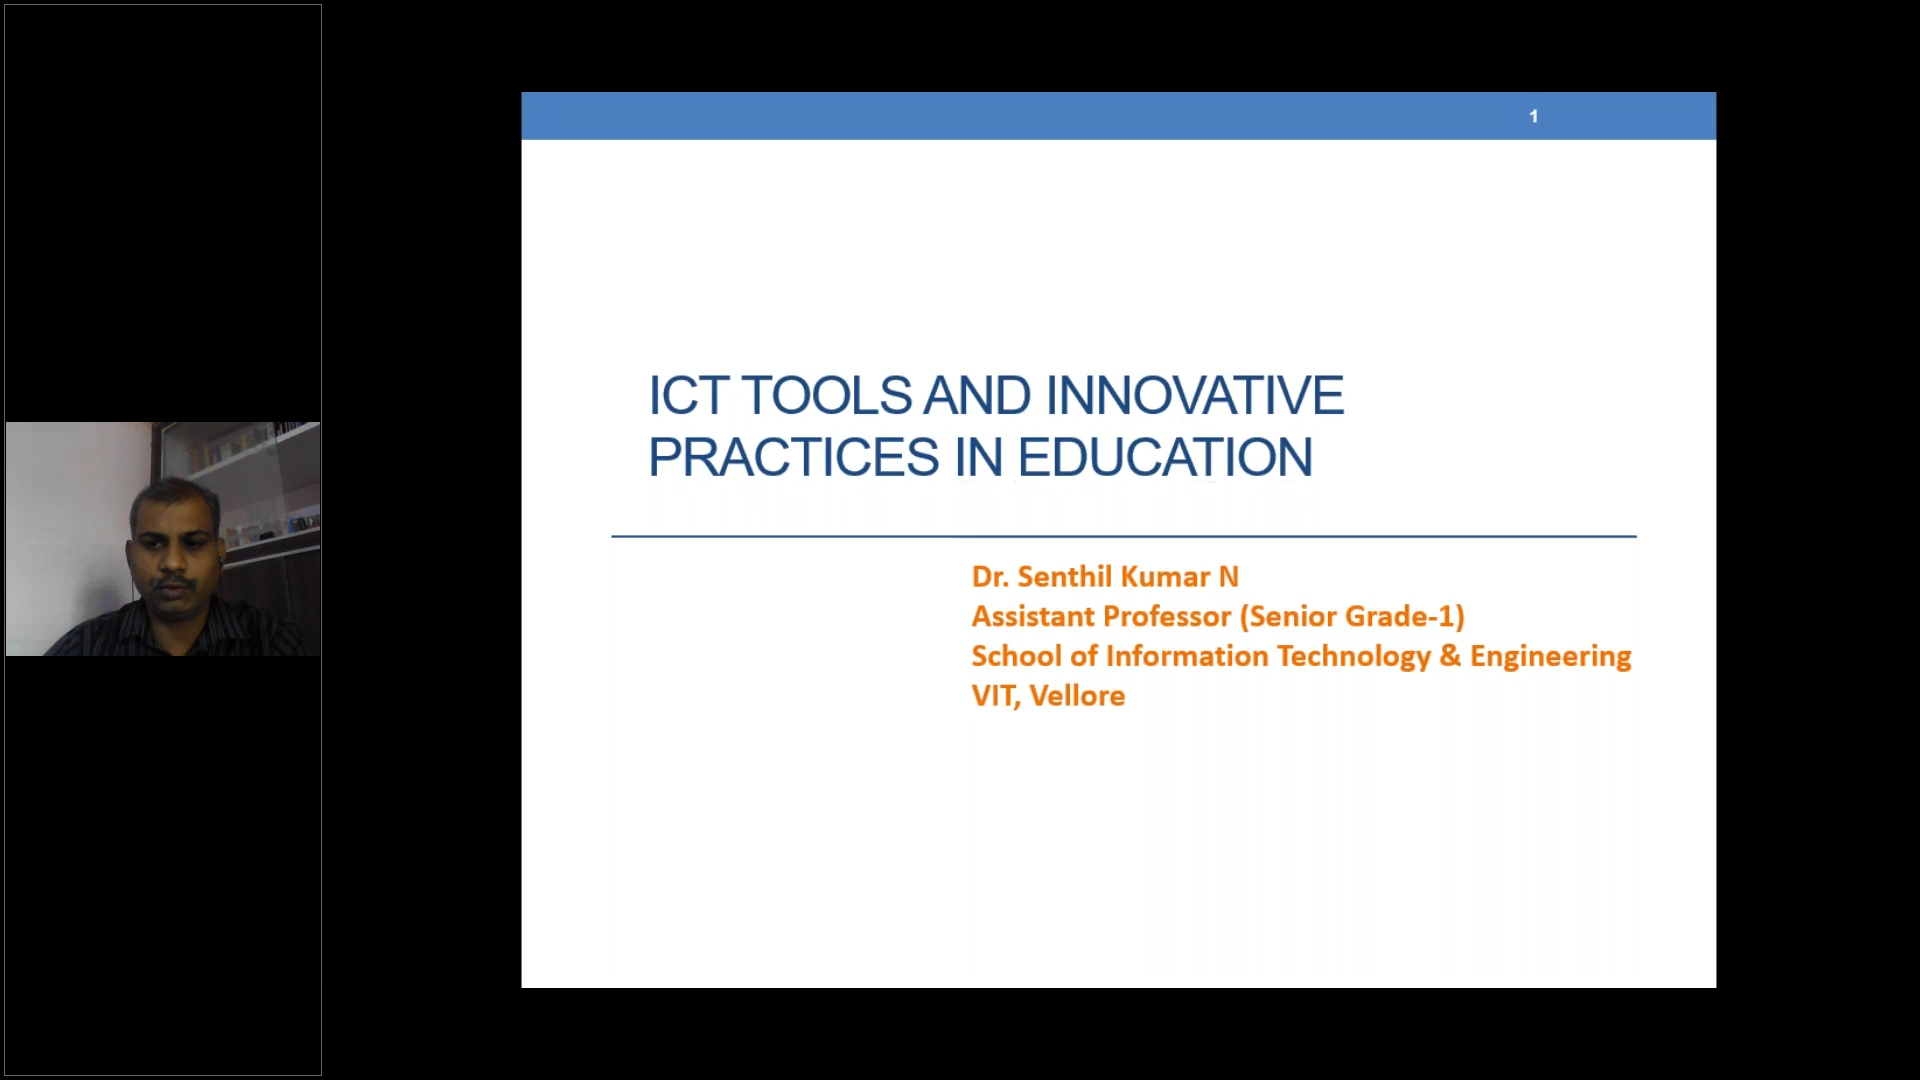 1
ICT TOOLS AND INNOVATIVE
PRACTICES IN EDUCATION
Dr. Senthil Kumar N
Assistant Professor (Senior Grade-1)
School of Information Technology & Engineering
VIT, Vellore